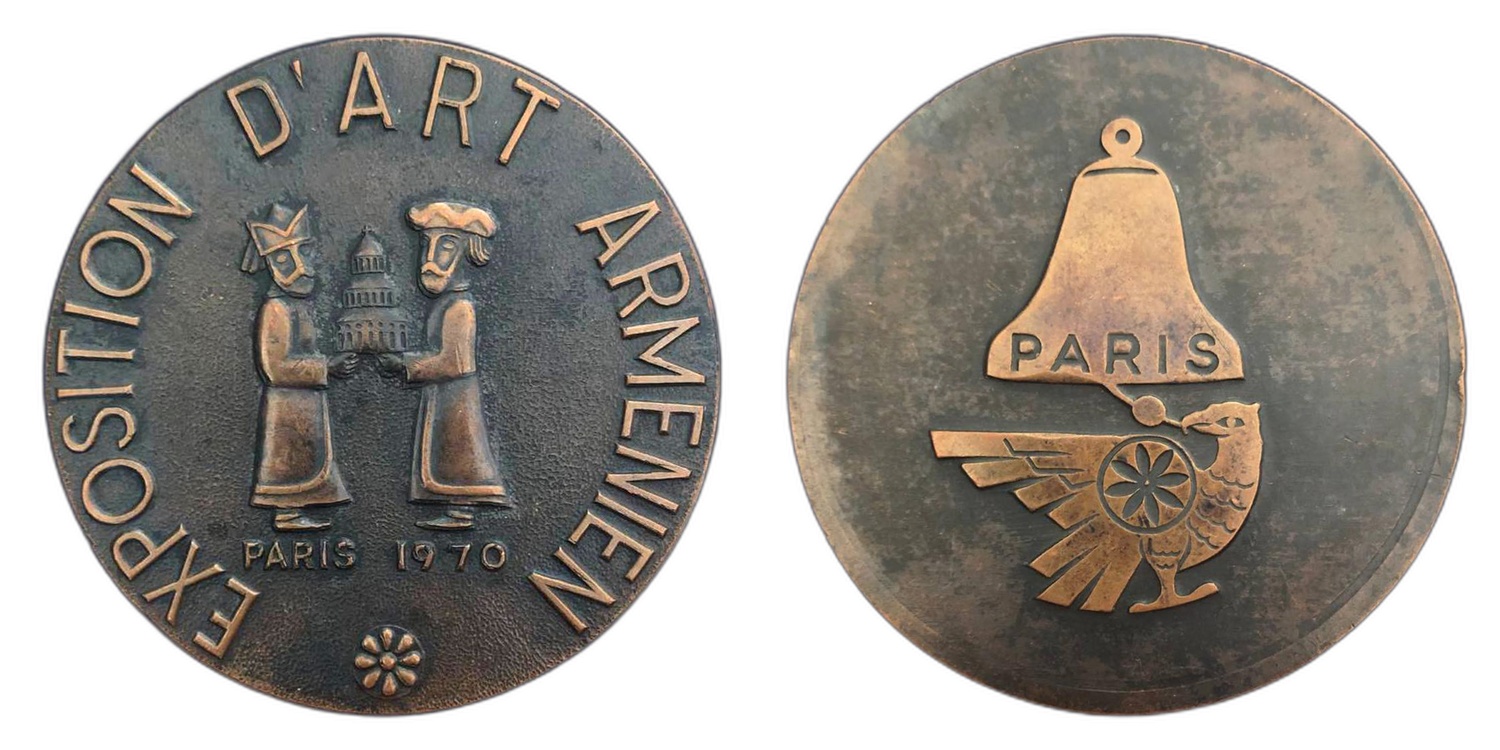 EXPOSITION D'ART ARMENIEN
PARIS 1970
PARIS